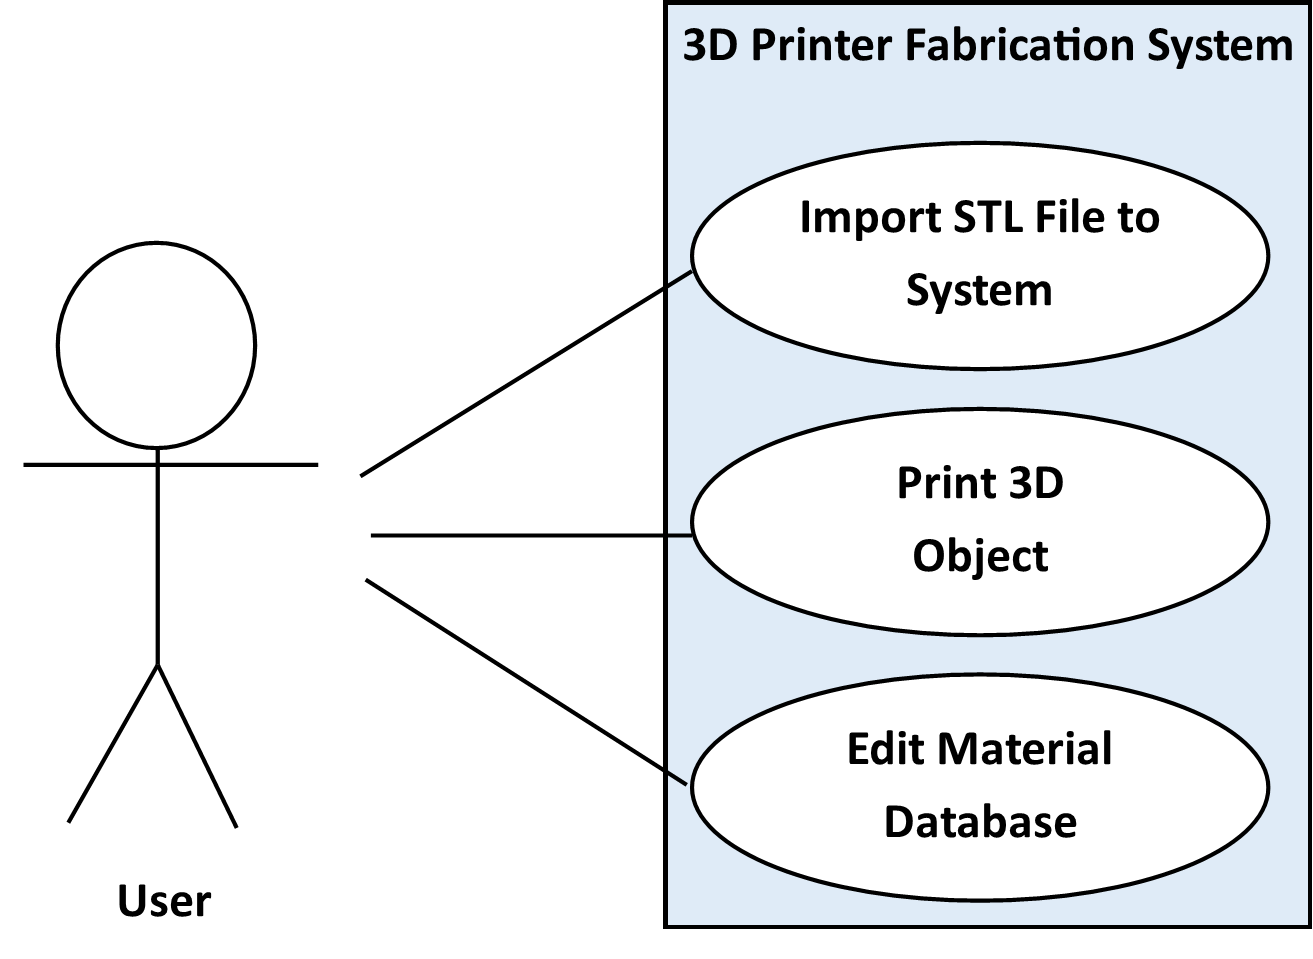 3D Printer Fabrication System
Import STL File to
System
Print 3D
Object
Edit Material
Database
User